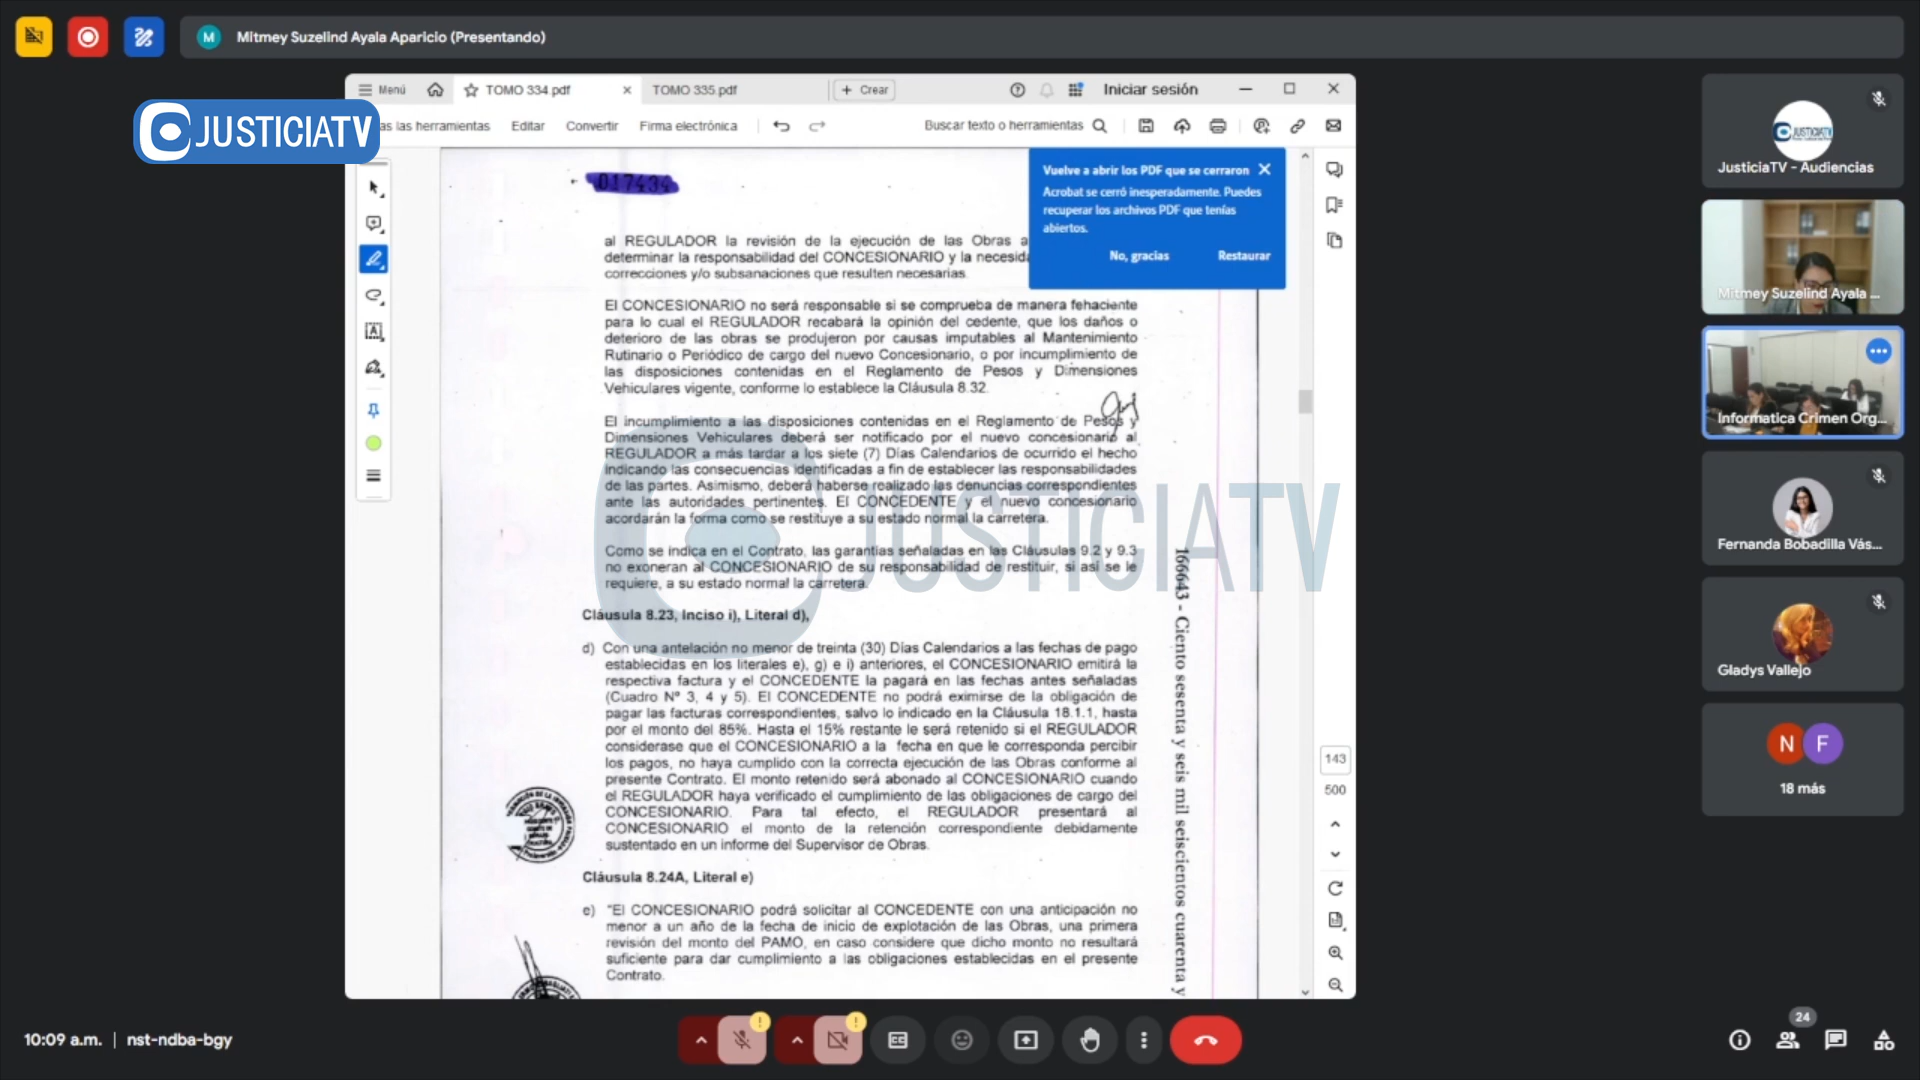 Mitmey Suzelind Ayala Aparicio (Presentando)
M
Menú
TOMO 334.pdf
TOMO 335.pdf
+ Crear
Iniciar sesión
JUSTICIATV
as las herramientas
Editar
Convertir
Firma electrónica
Buscar texto o herramientas
017434
Vuelve a abrir los PDF que se cerraron
Acrobat se cerró inesperadamente. Puedes
recuperar los archivos PDF que tenías
abiertos.
No, gracias
Restaurar
al REGULADOR la revisión de la ejecución de las Obras a
determinar la responsabilidad del CONCESIONARIO y la necesida
correcciones y/o subsanaciones que resulten necesarias.
El CONCESIONARIO no será responsable si se comprueba de manera fehaciente
para lo cual el REGULADOR recabará la opinión del cedente, que los daños o
deterioro de las obras se produjeron por causas imputables al Mantenimiento
Rutinario o Periódico de cargo del nuevo Concesionario, o por incumplimiento de
las disposiciones contenidas en el Reglamento de Pesos y Dimensiones
Vehiculares vigente, conforme lo establece la Cláusula 8.32.
El incumplimiento a las disposiciones contenidas en el Reglamento de Pesos y
Dimensiones Vehiculares deberá ser notificado por el nuevo concesionario al
REGULADOR a más tardar a los siete (7) Días Calendarios de ocurrido el hecho
indicando las consecuencias identificadas a fin de establecer las responsabilidades
de las partes. Asimismo, deberá haberse realizado las denuncias correspondientes
ante las autoridades pertinentes. El CONCEDENTE y el nuevo concesionario
acordarán la forma como se restituye a su estado normal la carretera.
Como se indica en el Contrato, las garantías señaladas en las Cláusulas 9.2 y 9.3
no exoneran al CONCESIONARIO de su responsabilidad de restituir, si así se le
requiere, a su estado normal la carretera.
JUSTICIATV
Cláusula 8.23, Inciso i), Literal d),
d) Con una antelación no menor de treinta (30) Días Calendarios a las fechas de pago
establecidas en los literales e), g) e i) anteriores, el CONCESIONARIO emitirá la
respectiva factura y el CONCEDENTE la pagará en las fechas antes señaladas
(Cuadro Nº 3, 4 y 5). El CONCEDENTE no podrá eximirse de la obligación de
pagar las facturas correspondientes, salvo lo indicado en la Cláusula 18.1.1, hasta
por el monto del 85%. Hasta el 15% restante le será retenido si el REGULADOR
considerase que el CONCESIONARIO a la fecha en que le corresponda percibir
los pagos, no haya cumplido con la correcta ejecución de las Obras conforme al
presente Contrato. El monto retenido será abonado al CONCESIONARIO cuando
el REGULADOR haya verificado el cumplimiento de las obligaciones de cargo del
CONCESIONARIO. Para tal efecto, el REGULADOR presentará al
CONCESIONARIO el monto de la retención correspondiente debidamente
sustentado en un informe del Supervisor de Obras.
Cláusula 8.24A, Literal e)
e) "El CONCESIONARIO podrá solicitar al CONCEDENTE con una anticipación no
menor a un año de la fecha de inicio de explotación de las Obras, una primera
revisión del monto del PAMO, en caso considere que dicho monto no resultará
suficiente para dar cumplimiento a las obligaciones establecidas en el presente
Contrato.
166643 - Ciento sesenta y seis mil seiscientos cuarenta y
143
500
JUSTICIATV
JusticiaTV - Audiencias
Mitmey Suzelind Ayala ...
Informatica Crimen Org...
Fernanda Bobadilla Vás...
Gladys Vallejo
N F
18 más
10:09 a.m. | nst-ndba-bgy
24